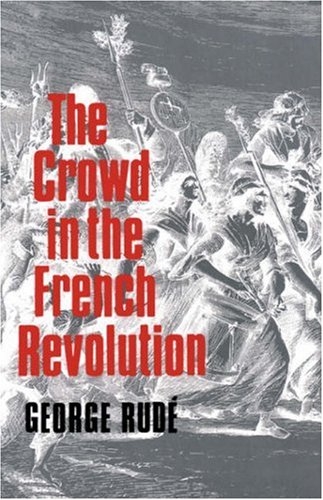 The
Crowd
in the
French
Revolution
GEORGE RUDÉ